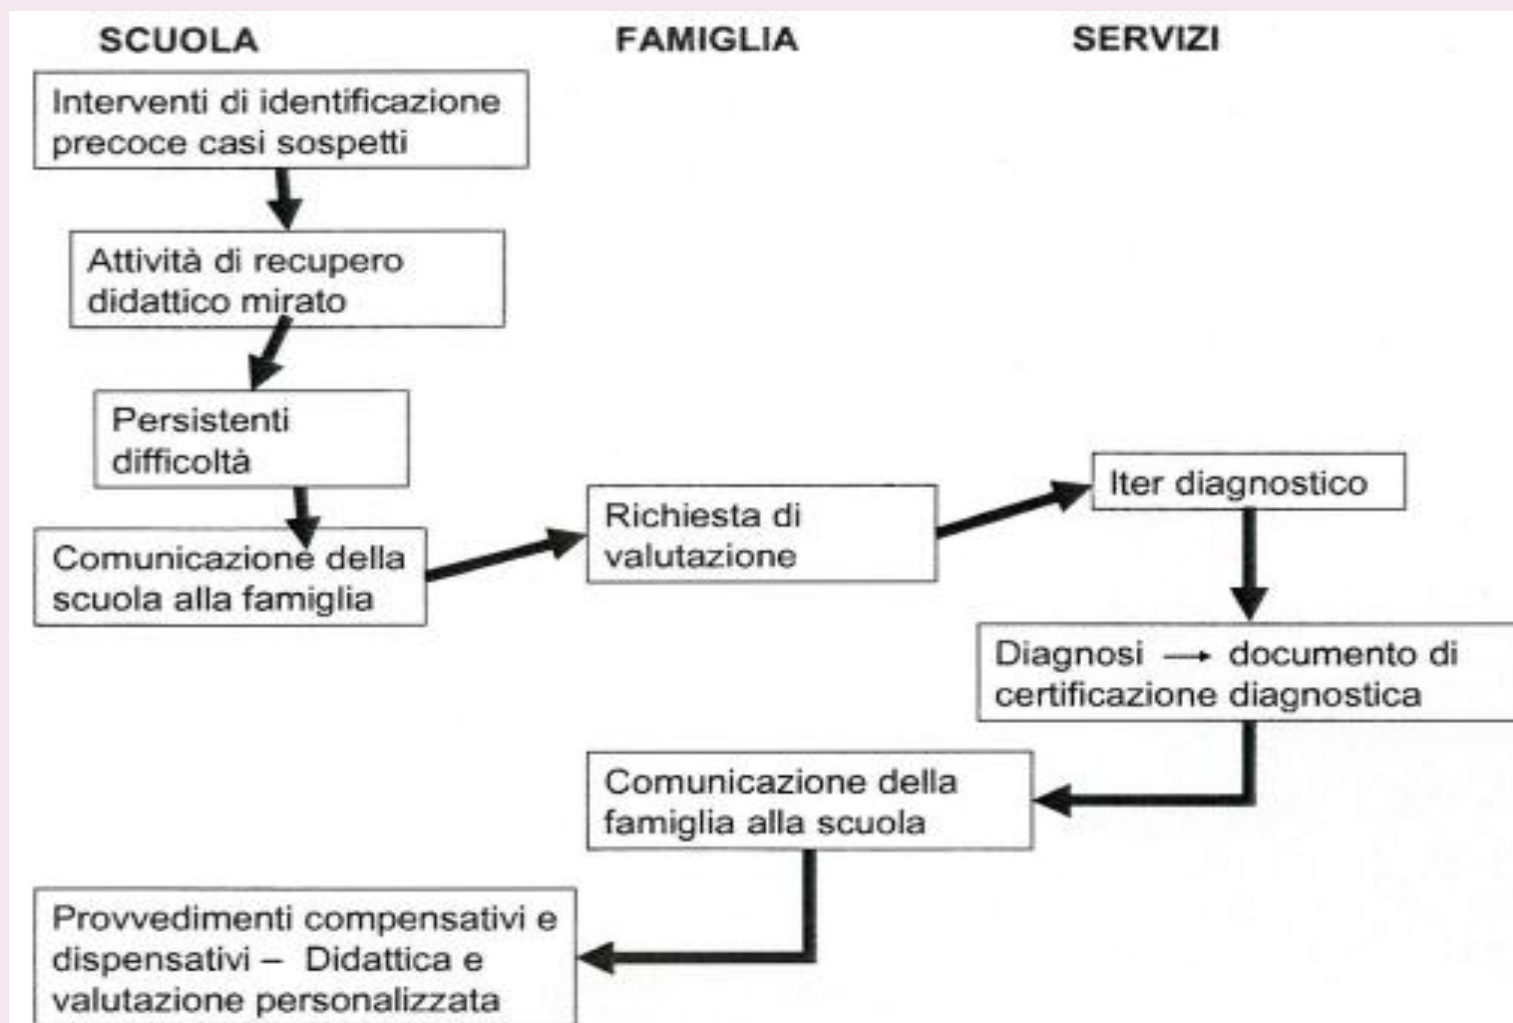 SCUOLA
FAMIGLIA
SERVIZI
Interventi di identificazione
precoce casi sospetti
Attività di recupero
didattico mirato
Persistenti
difficoltà
Comunicazione della
scuola alla famiglia
Richiesta di
valutazione
Iter diagnostico
Diagnosi → documento di
certificazione diagnostica
Comunicazione della
famiglia alla scuola
Provvedimenti compensativi e
dispensativi – Didattica e
valutazione personalizzata